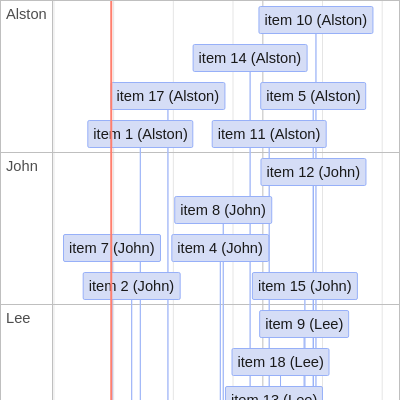 Alston
item 10 (Alston)
item 14 (Alston)
item 17 (Alston)
item 5 (Alston)
item 1 (Alston)
item 11 (Alston)
John
item 12 (John)
item 8 (John)
item 7 (John)
item 4 (John)
item 2 (John)
item 15 (John)
Lee
item 9 (Lee)
item 18 (Lee)
item 13 (Lee)